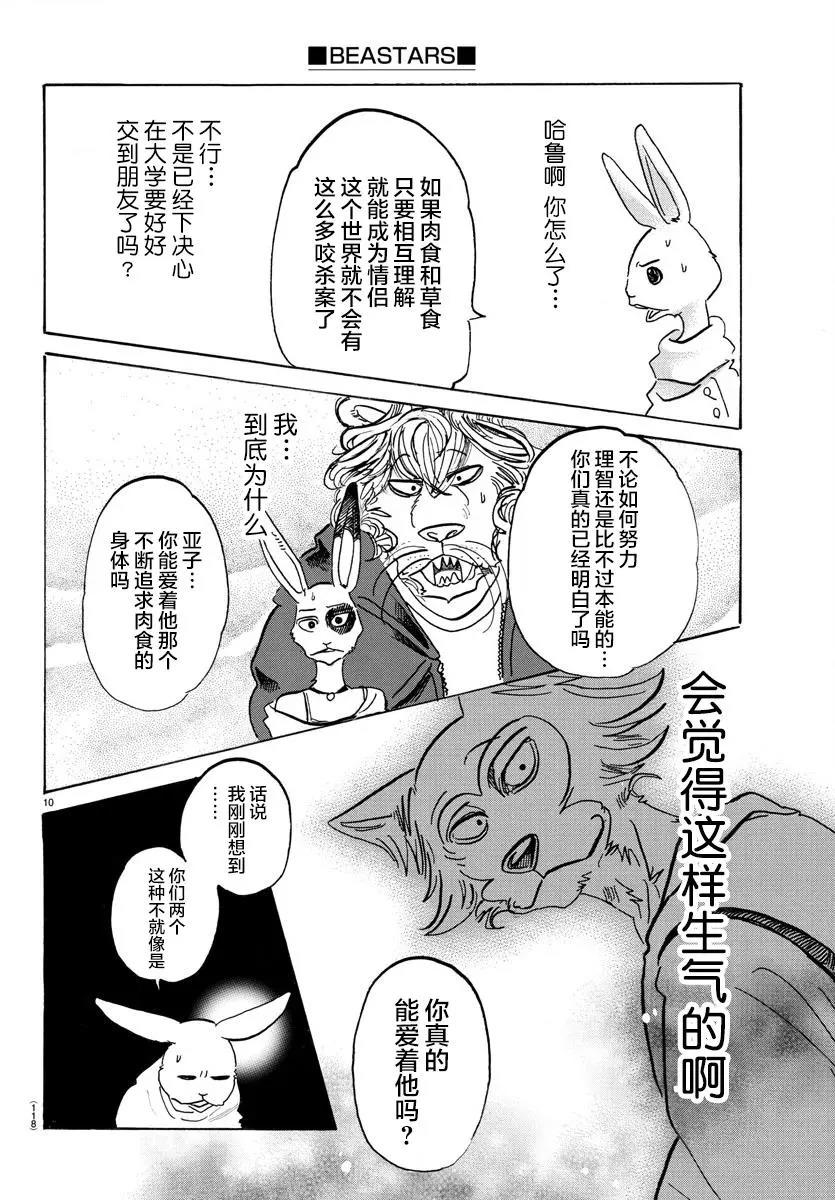 ■BEASTARS■
哈鲁啊 你怎么了…
如果肉食和草食
只要相互理解
就能成为情侣
这个世界就不会有
这么多咬杀案了
不行…
不是已经下决心
在大学要好好
交到朋友了吗?
不论如何努力
理智还是比不过本能的…
你们真的已经明白了吗
我…
到底为什么
亚子…
你能爱着他那个
不断追求肉食的
身体吗
会觉得这样生气的啊
你真的
能爱着他吗?
话说
我刚刚想到
……
你们两个
这种不就像是
10
(118)